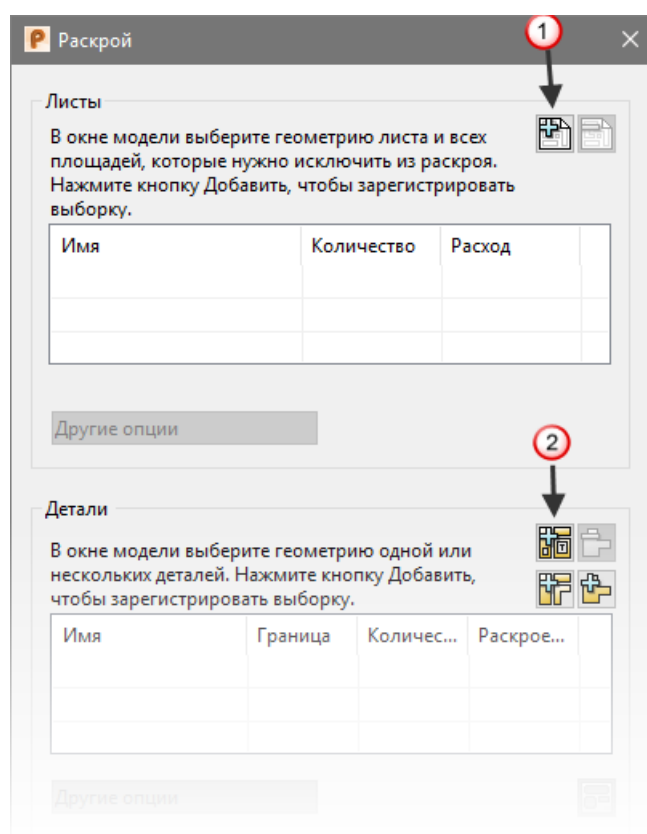 Раскрой
1
Листы
В окне модели выберите геометрию листа и всех
площадей, которые нужно исключить из раскроя.
Нажмите кнопку Добавить, чтобы зарегистрировать
выборку.
Имя Количество Расход
Другие опции
2
Детали
В окне модели выберите геометрию одной или
нескольких деталей. Нажмите кнопку Добавить,
чтобы зарегистрировать выборку.
Имя Граница Количес... Раскрое...
Другие опции